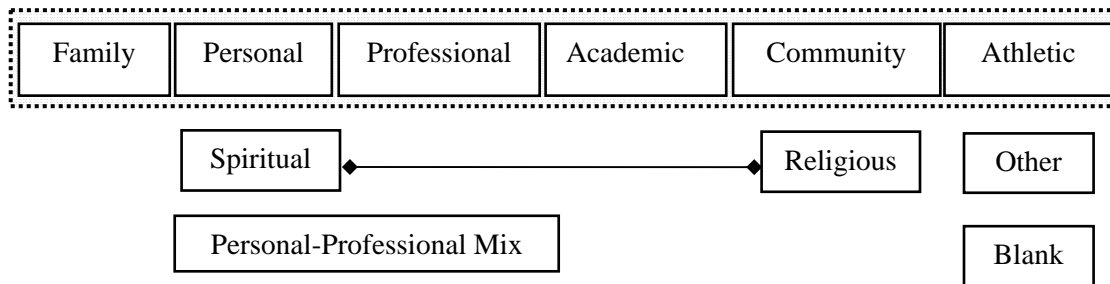 Family Personal Professional Academic Community Athletic
Spiritual Religious Other
Personal-Professional Mix
Blank